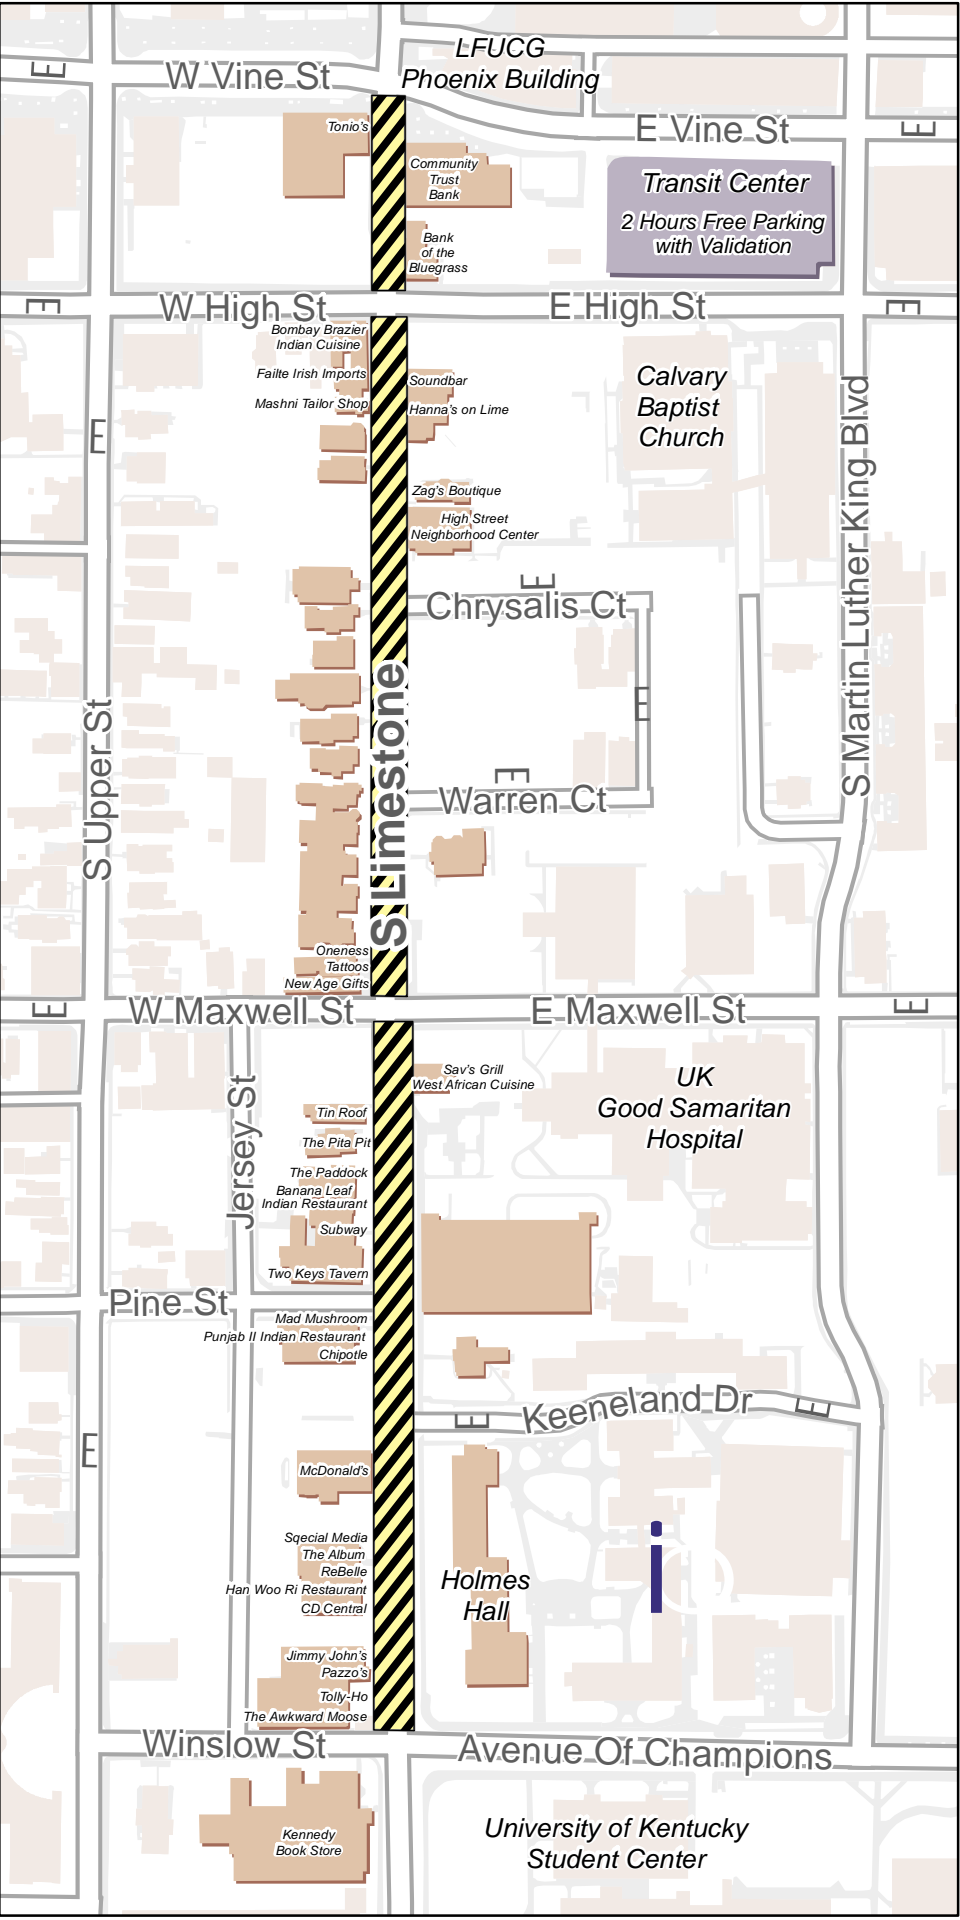 LFUCG
Phoenix Building
W Vine St
E
E Vine St
E
Tonio's
Community
Trust
Bank
Transit Center
2 Hours Free Parking
with Validation
Bank
of the
Bluegrass
E
W High St
E High St
E
Bombay Brazier
Indian Cuisine
Failte Irish Imports
Mashni Tailor Shop
Soundbar
Hanna's on Lime
Calvary
Baptist
Church
E
S Martin Luther King Blvd
Zag's Boutique
High Street
Neighborhood Center
E
Chrysalis Ct
E
S Limestone
S Upper St
E
Warren Ct
Oneness
Tattoos
New Age Gifts
E
W Maxwell St
E Maxwell St
E
Sav's Grill
West African Cuisine
UK
Good Samaritan
Hospital
Jersey St
Tin Roof
The Pita Pit
The Paddock
Banana Leaf
Indian Restaurant
Subway
Two Keys Tavern
Pine St
Mad Mushroom
Punjab II Indian Restaurant
Chipotle
E
Keeneland Dr
E
E
McDonald's
Sqecial Media
The Album
ReBelle
Han Woo Ri Restaurant
CD Central
Holmes
Hall
i
Jimmy John's
Pazzo's
Tolly-Ho
The Awkward Moose
Winslow St
Avenue Of Champions
Kennedy
Book Store
University of Kentucky
Student Center